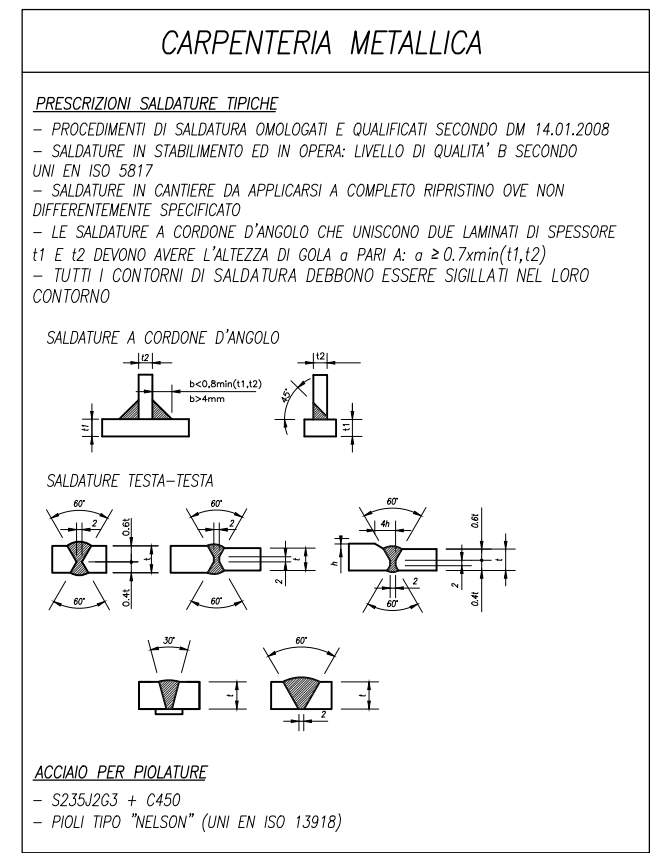 CARPENTERIA METALLICA
PRESCRIZIONI SALDATURE TIPICHE
– PROCEDIMENTI DI SALDATURA OMOLOGATI E QUALIFICATI SECONDO DM 14.01.2008
– SALDATURE IN STABILIMENTO ED IN OPERA: LIVELLO DI QUALITA' B SECONDO
UNI EN ISO 5817
– SALDATURE IN CANTIERE DA APPLICARSI A COMPLETO RIPRISTINO OVE NON
DIFFERENTEMENTE SPECIFICATO
– LE SALDATURE A CORDONE D'ANGOLO CHE UNISCONO DUE LAMINATI DI SPESSORE
t1 E t2 DEVONO AVERE L'ALTEZZA DI GOLA a PARI A: a ≥ 0.7xmin(t1,t2)
– TUTTI I CONTORNI DI SALDATURA DEBBONO ESSERE SIGILLATI NEL LORO
CONTORNO
SALDATURE A CORDONE D'ANGOLO
t2
b<0,8min(t1,t2)
b>4mm
t1
t2
45°
t1
SALDATURE TESTA–TESTA
60°
2
0.6t
t
0.4t
60°
60°
2
t
2
60°
60°
4h
h
0.6t
t
2
2
0.4t
60°
30°
t
60°
t
2
ACCIAIO PER PIOLATURE
– S235J2G3 + C450
– PIOLI TIPO "NELSON" (UNI EN ISO 13918)